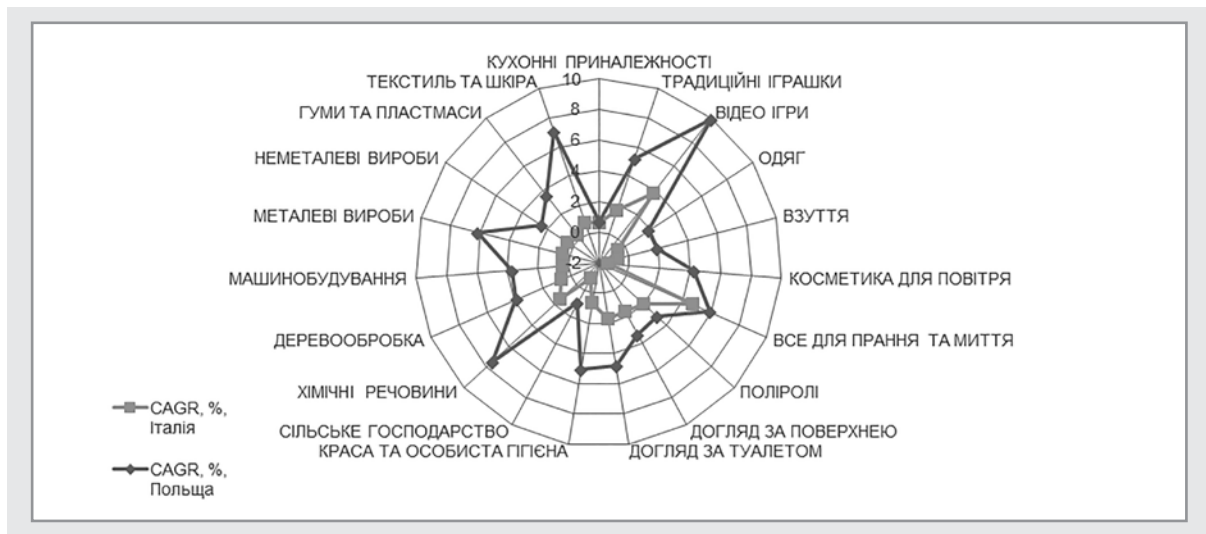 КУХОННІ ПРИНАЛЕЖНОСТІ
ТЕКСТИЛЬ ТА ШКІРА
10
ТРАДИЦІЙНІ ІГРАШКИ
ГУМИ ТА ПЛАСТМАСИ
8
ВІДЕО ІГРИ
6
НЕМЕТАЛЕВІ ВИРОБИ
ОДЯГ
4
МЕТАЛЕВІ ВИРОБИ
2
ВЗУТТЯ
0
-2
МАШИНОБУДУВАННЯ
КОСМЕТИКА ДЛЯ ПОВІТРЯ
ДЕРЕВООБРОБКА
ВСЕ ДЛЯ ПРАННЯ ТА МИТТЯ
ХІМІЧНІ РЕЧОВИНИ
ПОЛІРОЛІ
СІЛЬСЬКЕ ГОСПОДАРСТВО
ДОГЛЯД ЗА ПОВЕРХНЕЮ
КРАСА ТА ОСОБИСТА ГІГІЄНА
ДОГЛЯД ЗА ТУАЛЕТОМ
CAGR, %,
Італія
CAGR, %,
Польща